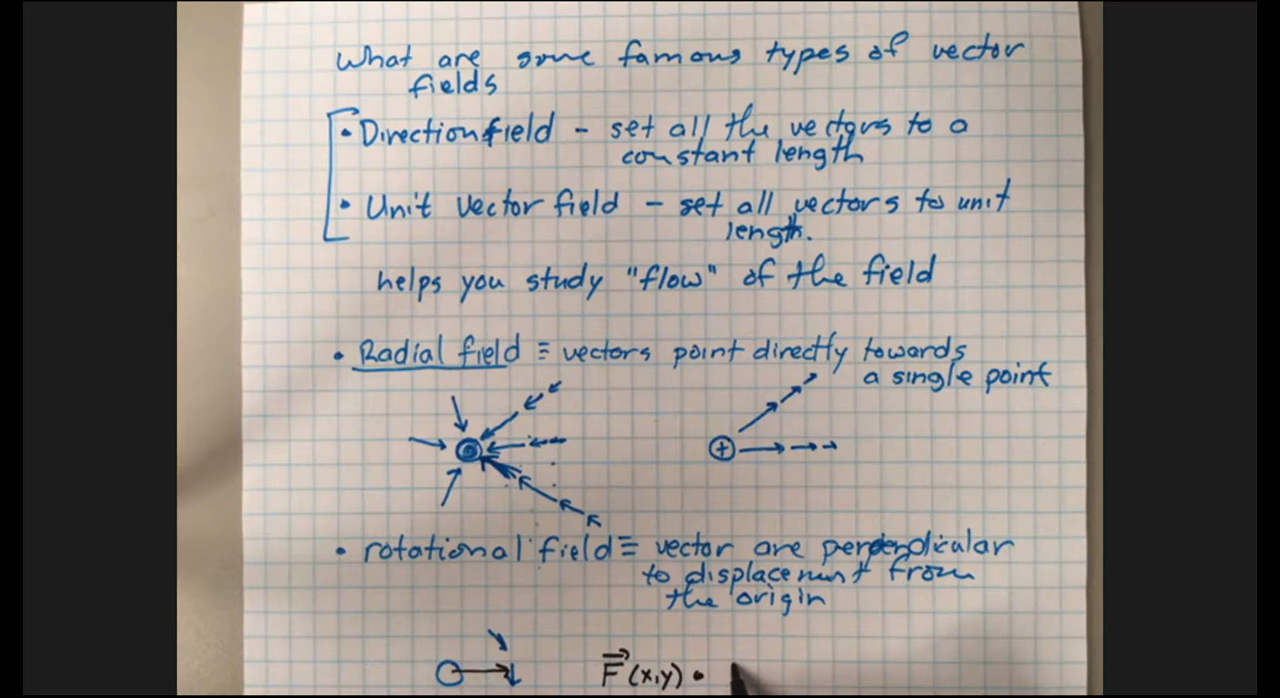 What are some famous types of vector
fields
• Direction field - set all the vectors to a
constant length
• Unit vector field - set all vectors to unit
length.
helps you study "flow" of the field
• Radial field ≡ vectors point directly towards
a single point
+
• rotational field ≡ vector are perpendicular
to displacement from
the origin
F⃗(x,y) •